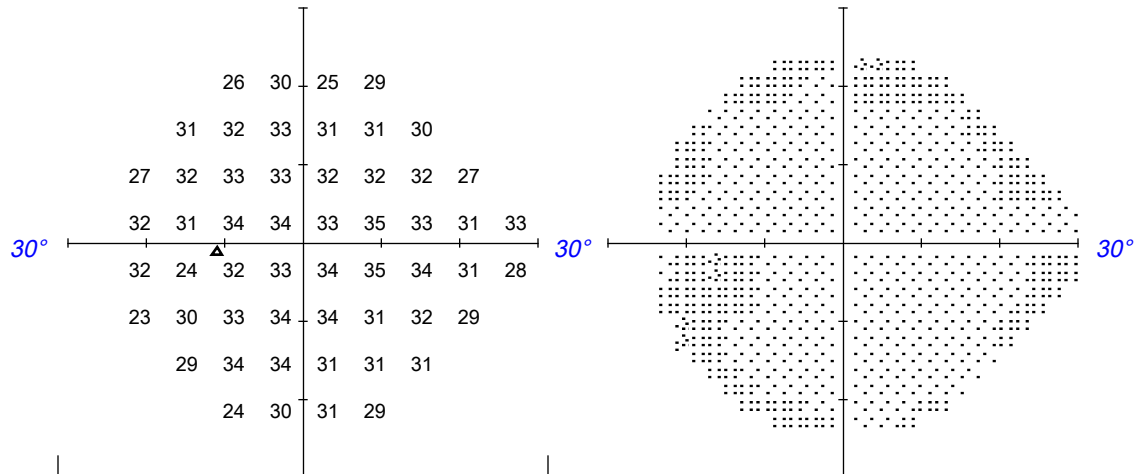 26 30 25 29
31 32 33 31 31 30
27 32 33 33 32 32 32 27
32 31 34 34 33 35 33 31 33
30° 30° 30°
32 24 32 33 34 35 34 31 28
23 30 33 34 34 31 32 29
29 34 34 31 31 31
24 30 31 29